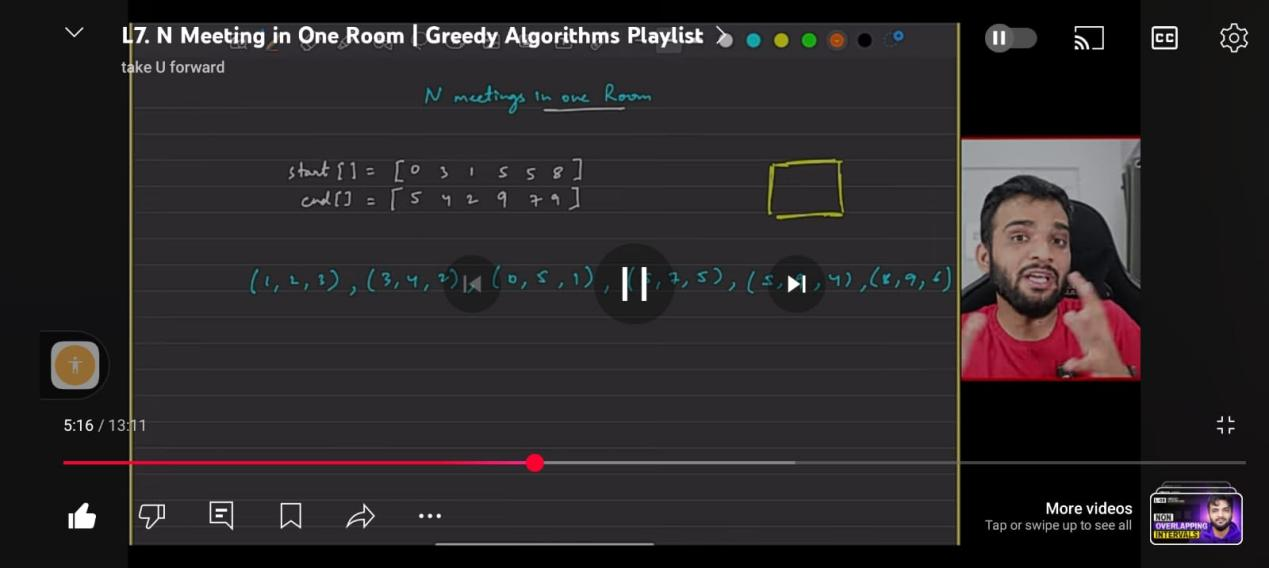 L7. N Meeting in One Room | Greedy Algorithms Playlist
CC
take U forward
N meetings in one Room
start[] = [0 3 1 5 5 8]
end[] = [5 4 2 9 7 9]
(1, 2, 3), (3, 4, 2), (0, 5, 1), 7, 5), (5, , 4), (8, 9, 6)
5:16 / 13:11
More videos
Tap or swipe up to see all
NON
OVERLAPPING
INTERVALS